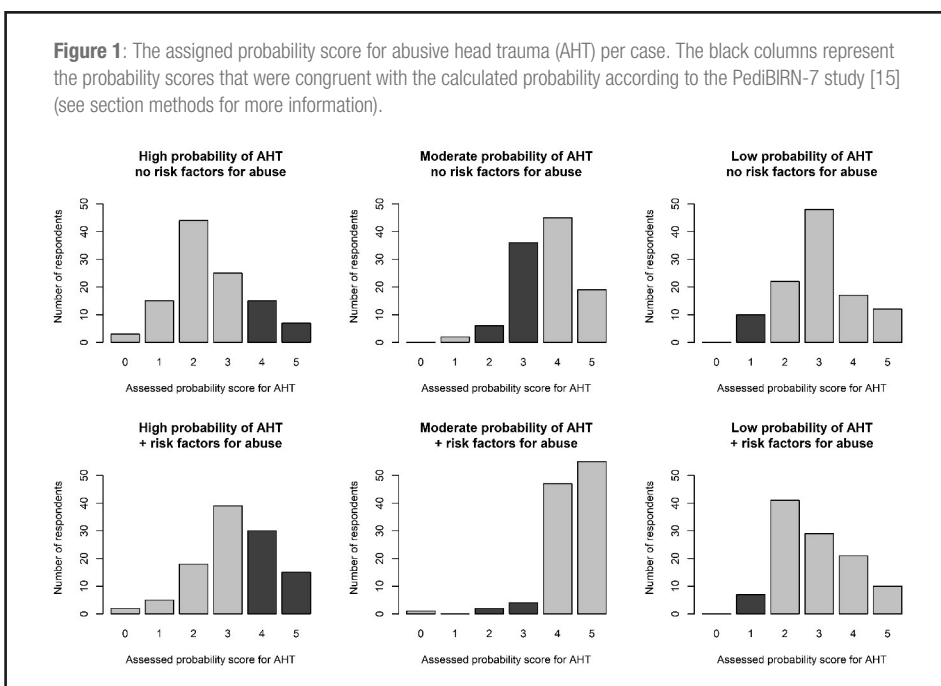 Figure 1: The assigned probability score for abusive head trauma (AHT) per case. The black columns represent
the probability scores that were congruent with the calculated probability according to the PediBIRN-7 study [15]
(see section methods for more information).
High probability of AHT
no risk factors for abuse
Number of respondents
0 10 20 30 40 50
0 1 2 3 4 5
Assessed probability score for AHT
Moderate probability of AHT
no risk factors for abuse
Number of respondents
0 10 20 30 40 50
0 1 2 3 4 5
Assessed probability score for AHT
Low probability of AHT
no risk factors for abuse
Number of respondents
0 10 20 30 40 50
0 1 2 3 4 5
Assessed probability score for AHT
High probability of AHT
+ risk factors for abuse
Number of respondents
0 10 20 30 40 50
0 1 2 3 4 5
Assessed probability score for AHT
Moderate probability of AHT
+ risk factors for abuse
Number of respondents
0 10 20 30 40 50
0 1 2 3 4 5
Assessed probability score for AHT
Low probability of AHT
+ risk factors for abuse
Number of respondents
0 10 20 30 40 50
0 1 2 3 4 5
Assessed probability score for AHT